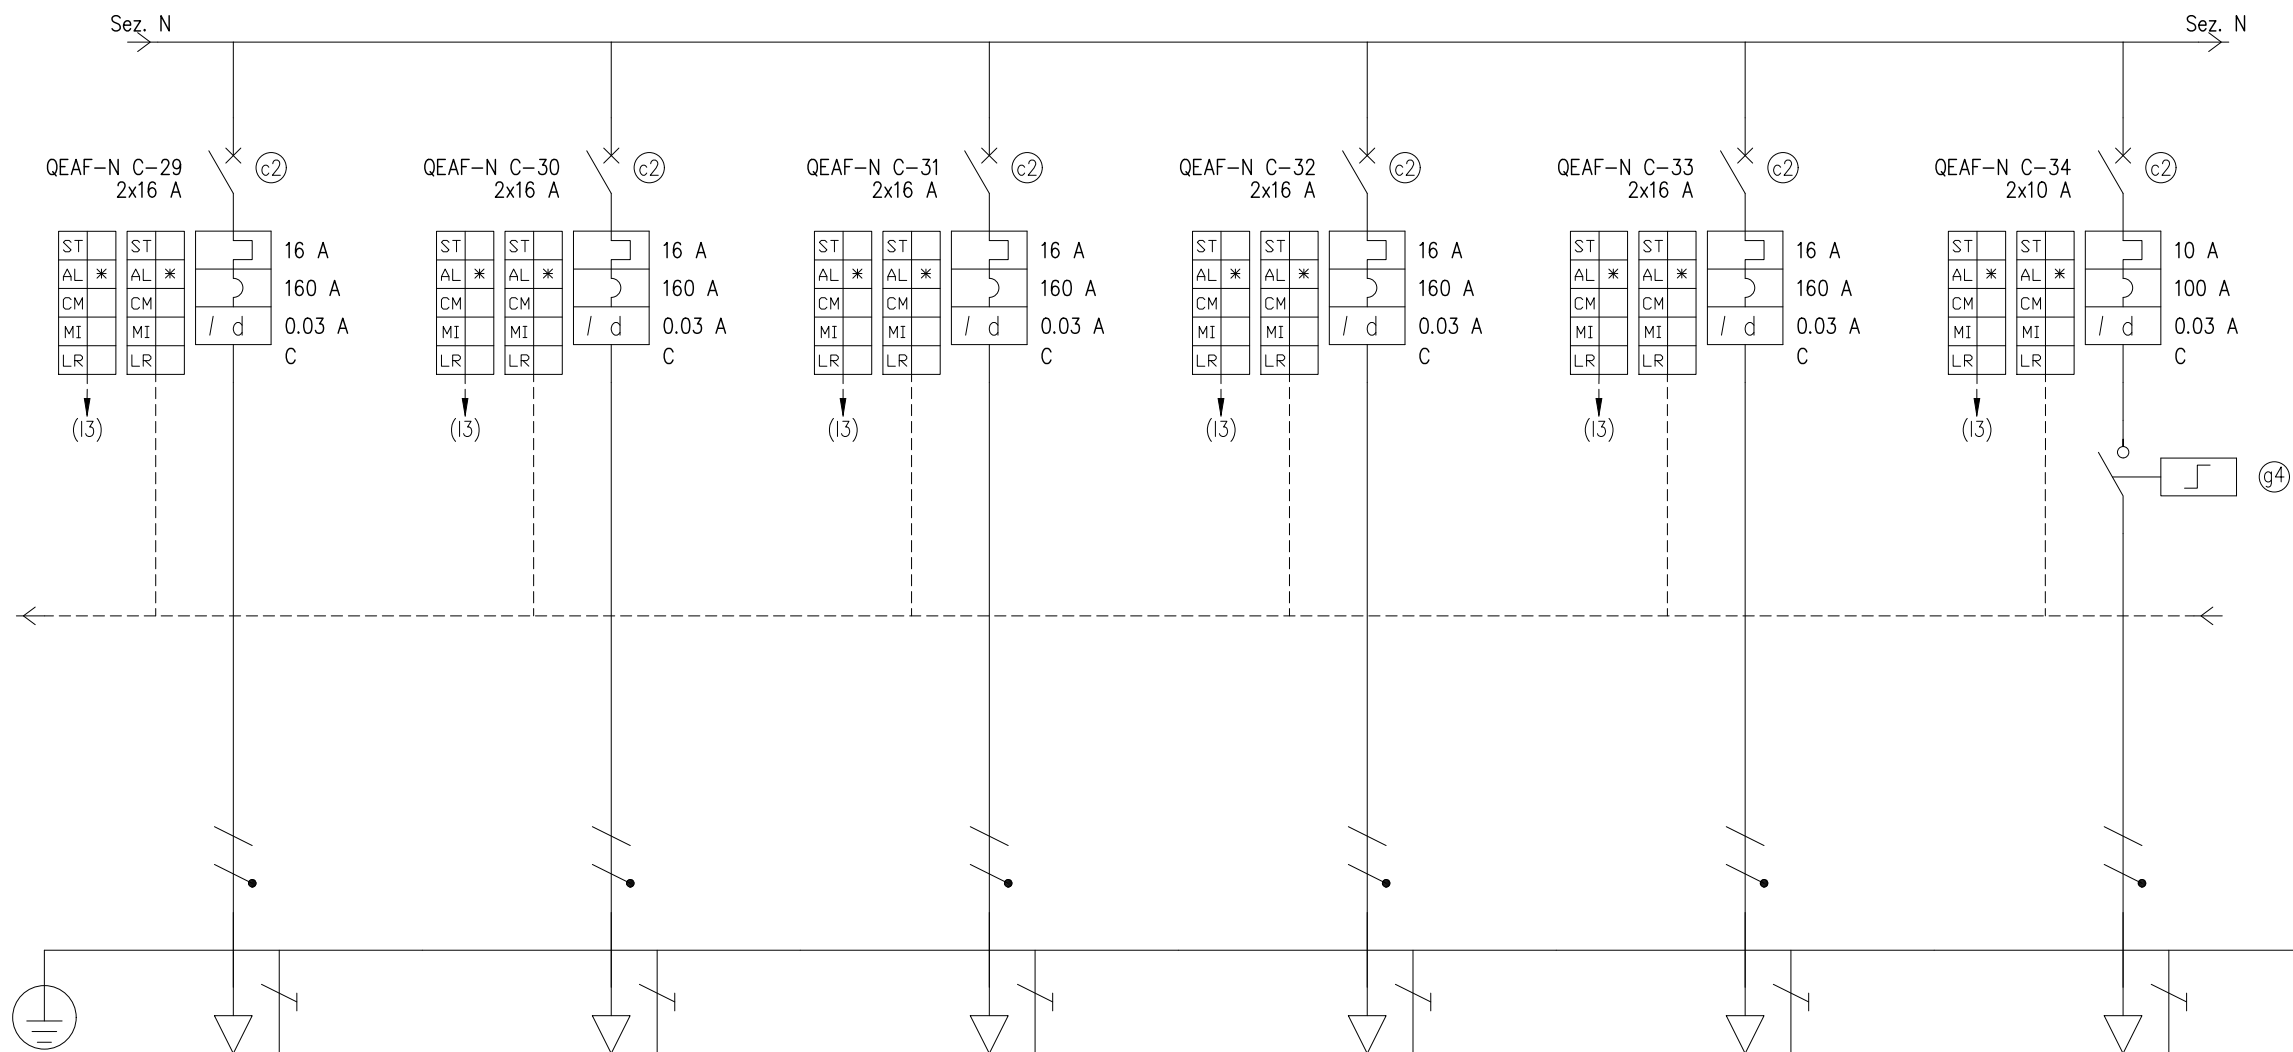 Sez. N
Sez. N
QEAF-N C-29
2x16 A
c2
ST ST
AL * AL *
CM CM
MI MI
LR LR
16 A
160 A
I d 0.03 A
C
(I3)
QEAF-N C-30
2x16 A
c2
ST ST
AL * AL *
CM CM
MI MI
LR LR
16 A
160 A
I d 0.03 A
C
(I3)
QEAF-N C-31
2x16 A
c2
ST ST
AL * AL *
CM CM
MI MI
LR LR
16 A
160 A
I d 0.03 A
C
(I3)
QEAF-N C-32
2x16 A
c2
ST ST
AL * AL *
CM CM
MI MI
LR LR
16 A
160 A
I d 0.03 A
C
(I3)
QEAF-N C-33
2x16 A
c2
ST ST
AL * AL *
CM CM
MI MI
LR LR
16 A
160 A
I d 0.03 A
C
(I3)
QEAF-N C-34
2x10 A
c2
ST ST
AL * AL *
CM CM
MI MI
LR LR
10 A
100 A
I d 0.03 A
C
(I3)
g4